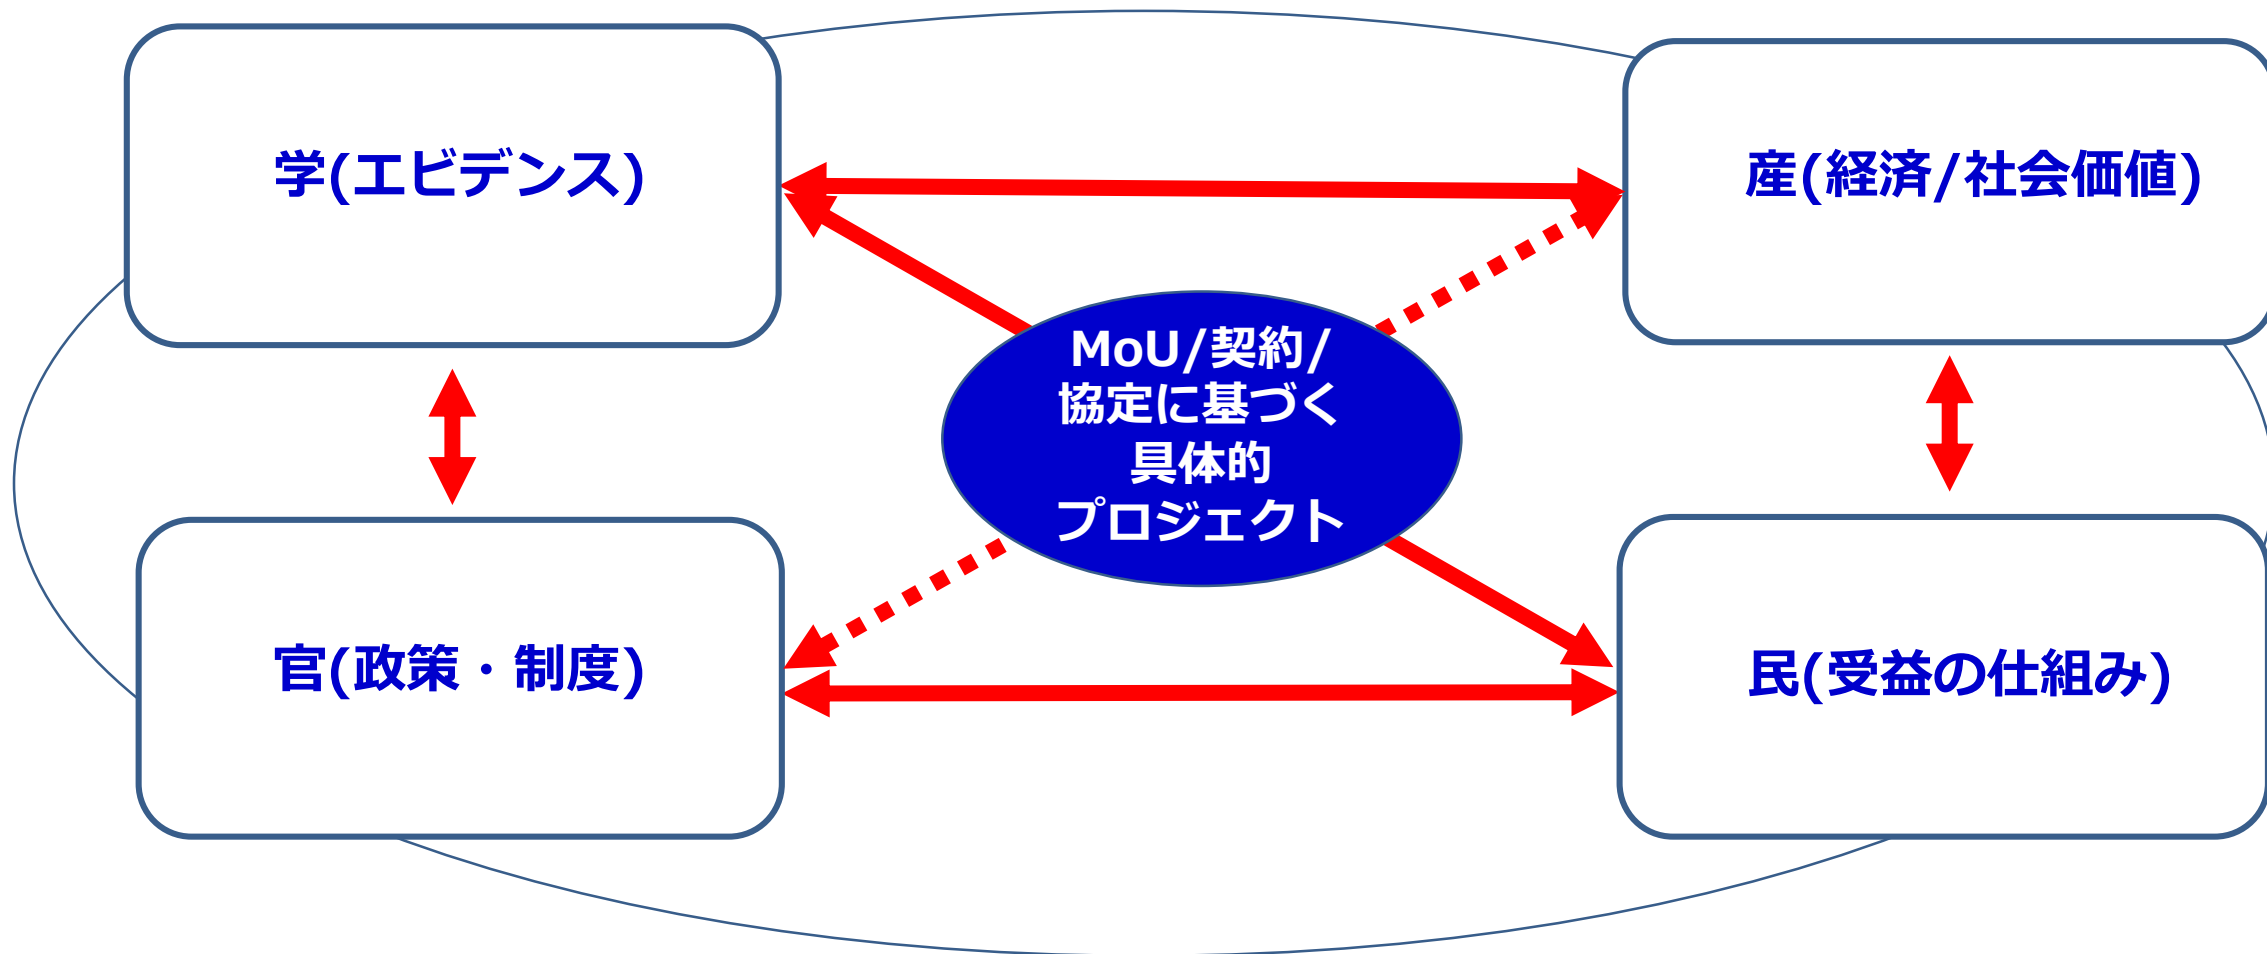 学(エビデンス)
産(経済/社会価値)
MoU/契約/
協定に基づく
具体的
プロジェクト
官(政策・制度)
民(受益の仕組み)